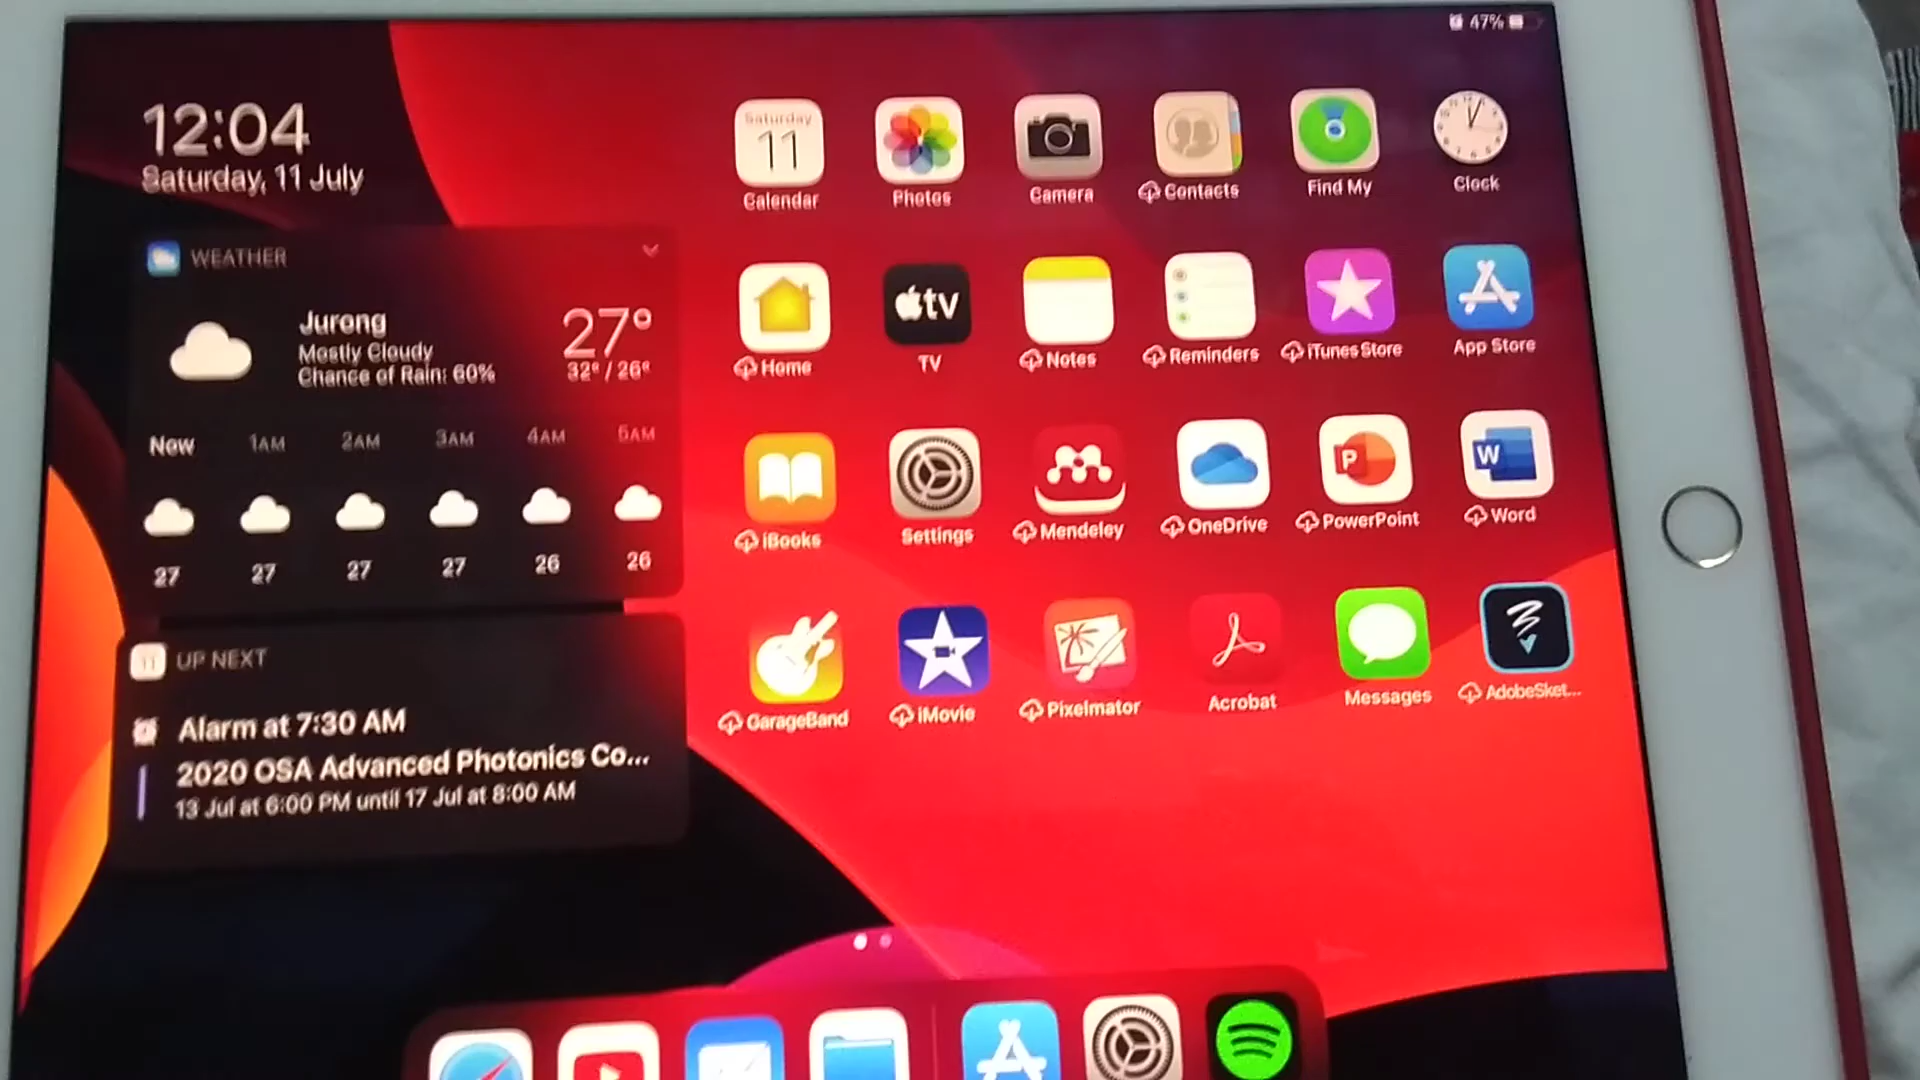 47%
12:04
Saturday, 11 July
WEATHER
Jurong
Mostly Cloudy
Chance of Rain: 60%
27°
32° / 26°
Now 1AM 2AM 3AM 4AM 5AM
27 27 27 27 26 26
UP NEXT
Alarm at 7:30 AM
2020 OSA Advanced Photonics Co...
13 Jul at 6:00 PM until 17 Jul at 8:00 AM
Saturday
11
Calendar Photos Camera Contacts Find My Clock
tv
Home TV Notes Reminders iTunes Store App Store
P
W
iBooks Settings Mendeley OneDrive PowerPoint Word
GarageBand iMovie Pixelmator Acrobat Messages AdobeSket...